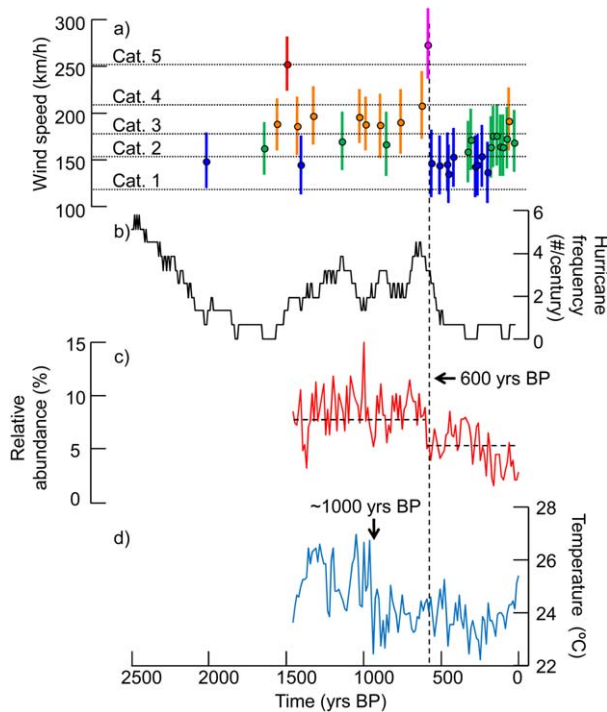 a)
Wind speed (km/h)
300
250
200
150
100
Cat. 5
Cat. 4
Cat. 3
Cat. 2
Cat. 1
b)
6
4
2
0
Hurricane
frequency
(#/century)
c)
15
10
5
0
Relative
abundance (%)
600 yrs BP
d)
~1000 yrs BP
28
26
24
22
Temperature (ºC)
2500 2000 1500 1000 500 0
Time (yrs BP)